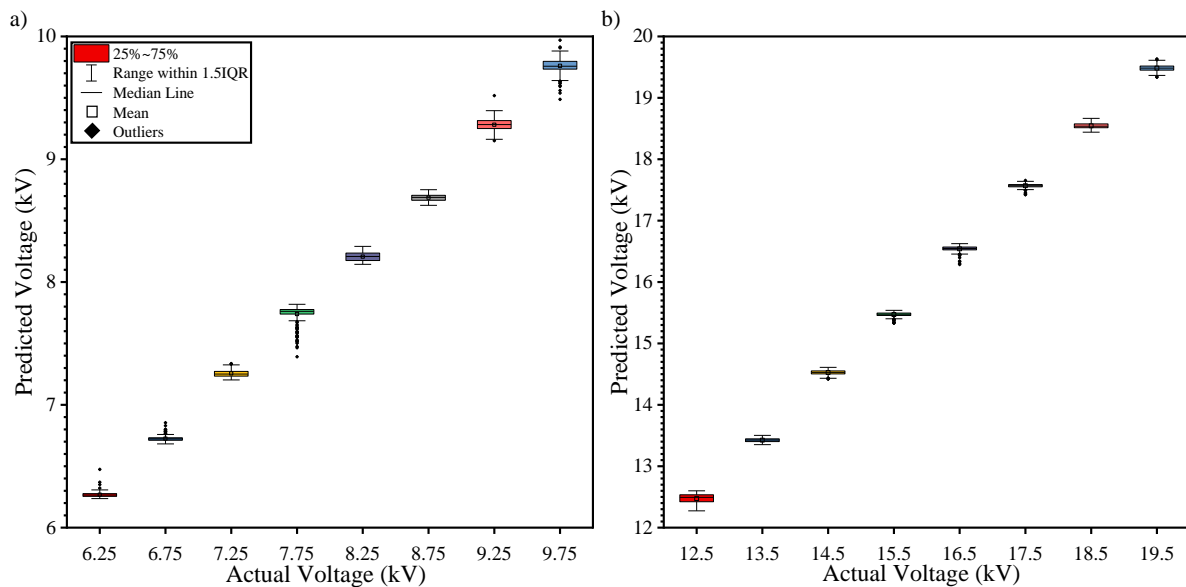 a)
10
9
8
7
6
Predicted Voltage (kV)
25%~75%
Range within 1.5IQR
Median Line
Mean
Outliers
6.25 6.75 7.25 7.75 8.25 8.75 9.25 9.75
Actual Voltage (kV)
b)
20
19
18
17
16
15
14
13
12
Predicted Voltage (kV)
12.5 13.5 14.5 15.5 16.5 17.5 18.5 19.5
Actual Voltage (kV)